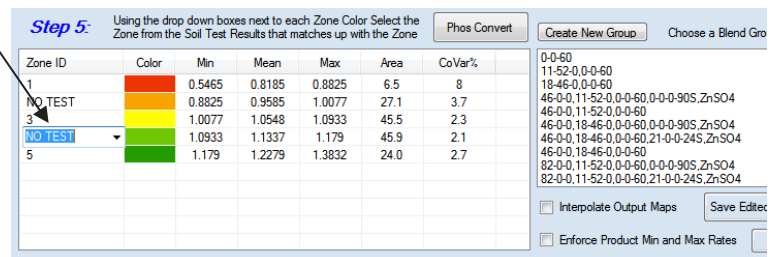 Step 5: Using the drop down boxes next to each Zone Color Select the
Zone from the Soil Test Results that matches up with the Zone
Phos Convert
Zone ID Color Min Mean Max Area CoVar%
1 0.5465 0.8185 0.8825 6.5 8
NO TEST 0.8825 0.9585 1.0077 27.1 3.7
3 1.0077 1.0548 1.0933 45.5 2.3
NO TEST 1.0933 1.1337 1.179 45.9 2.1
5 1.179 1.2279 1.3832 24.0 2.7
Create New Group Choose a Blend Gro
0-0-60
11-52-0,0-0-60
18-46-0,0-0-60
46-0-0,11-52-0,0-0-60,0-0-0-90S,ZnSO4
46-0-0,11-52-0,0-0-60
46-0-0,18-46-0,0-0-60,0-0-0-90S,ZnSO4
46-0-0,18-46-0,0-0-60,21-0-0-24S,ZnSO4
46-0-0,18-46-0,0-0-60
82-0-0,11-52-0,0-0-60,0-0-0-90S,ZnSO4
82-0-0,11-52-0,0-0-60,21-0-0-24S,ZnSO4
Interpolate Output Maps Save Edited
Enforce Product Min and Max Rates